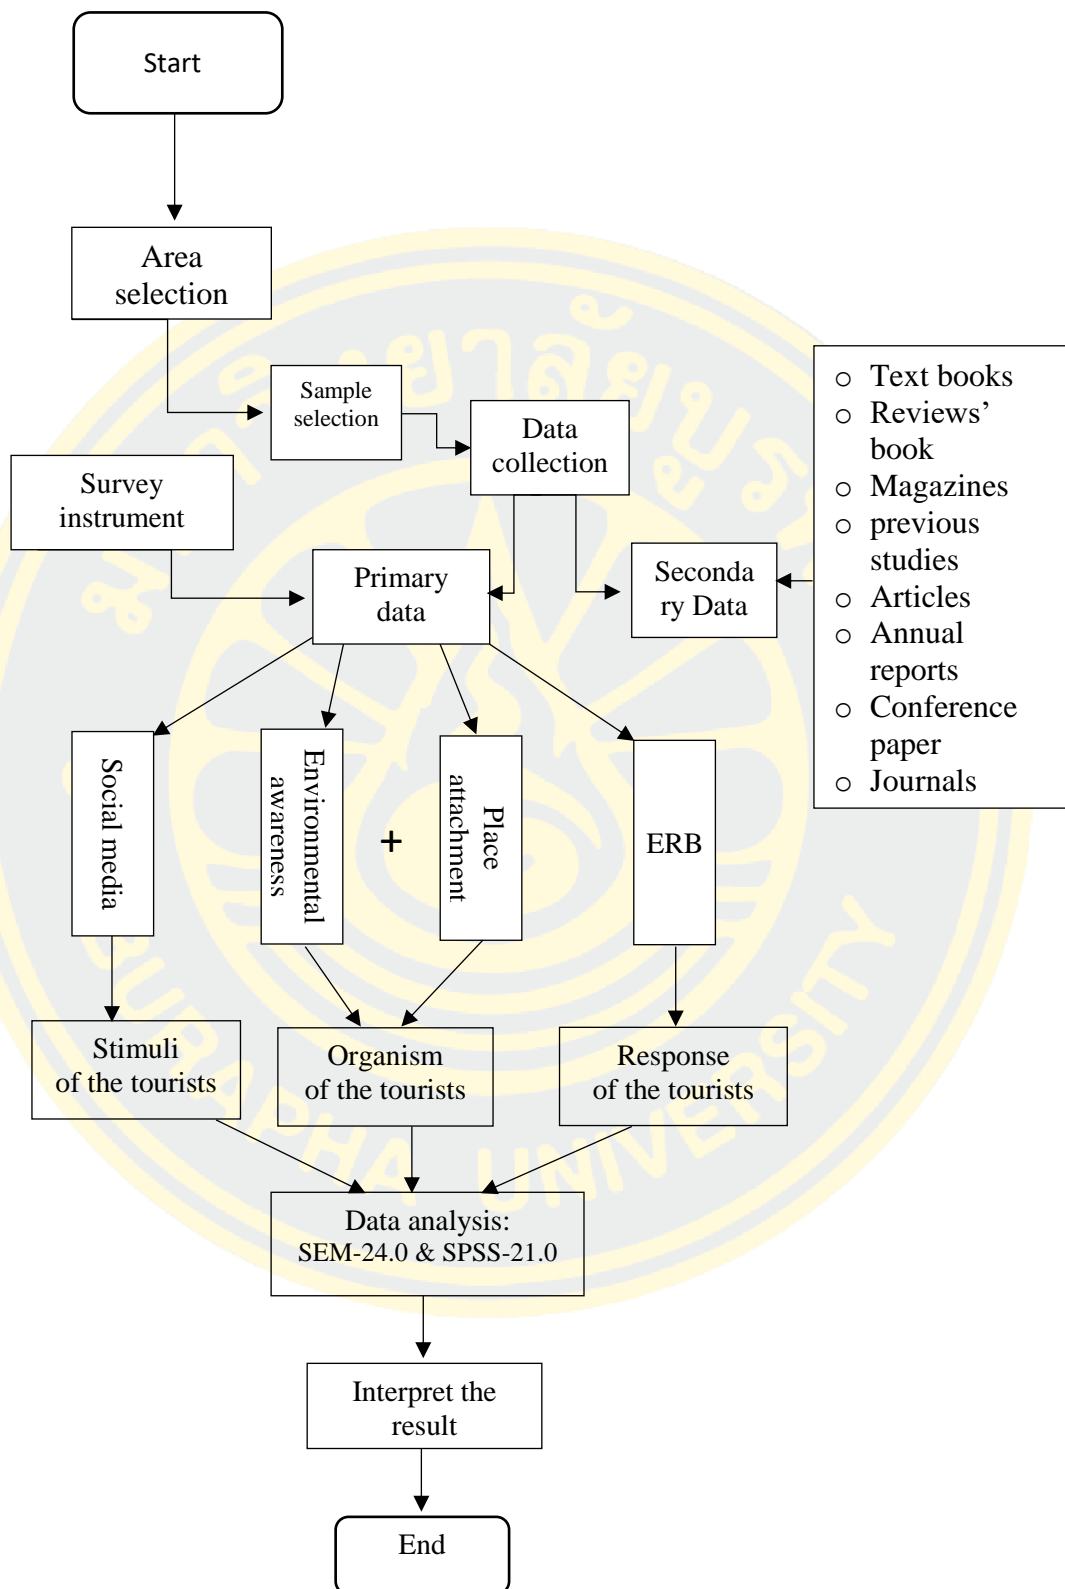 Start
Area
selection
Sample
selection
Data
collection
Survey
instrument
Primary
data
Seconda
ry Data
o Text books
o Reviews’
book
o Magazines
o previous
studies
o Articles
o Annual
reports
o Conference
paper
o Journals
Social media
Environmental
awareness
+
Place
attachment
ERB
Stimuli
of the tourists
Organism
of the tourists
Response
of the tourists
Data analysis:
SEM-24.0 & SPSS-21.0
Interpret the
result
End
BURAPHA UNIVERSITY